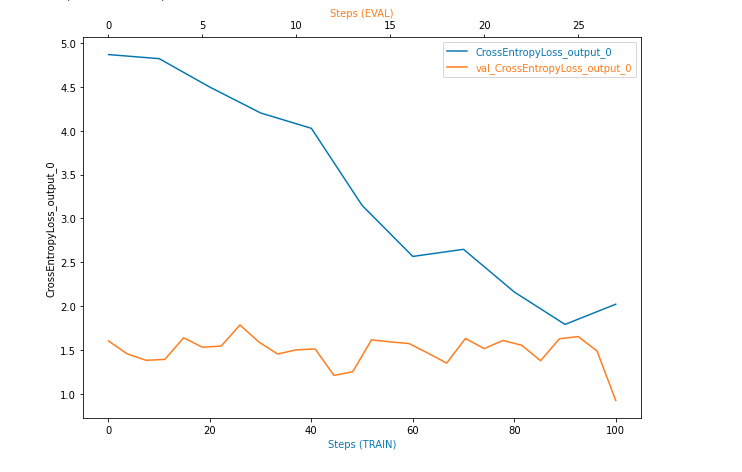 Steps (EVAL)
0 5 10 15 20 25
CrossEntropyLoss_output_0
val_CrossEntropyLoss_output_0
CrossEntropyLoss_output_0
5.0
4.5
4.0
3.5
3.0
2.5
2.0
1.5
1.0
0 20 40 60 80 100
Steps (TRAIN)